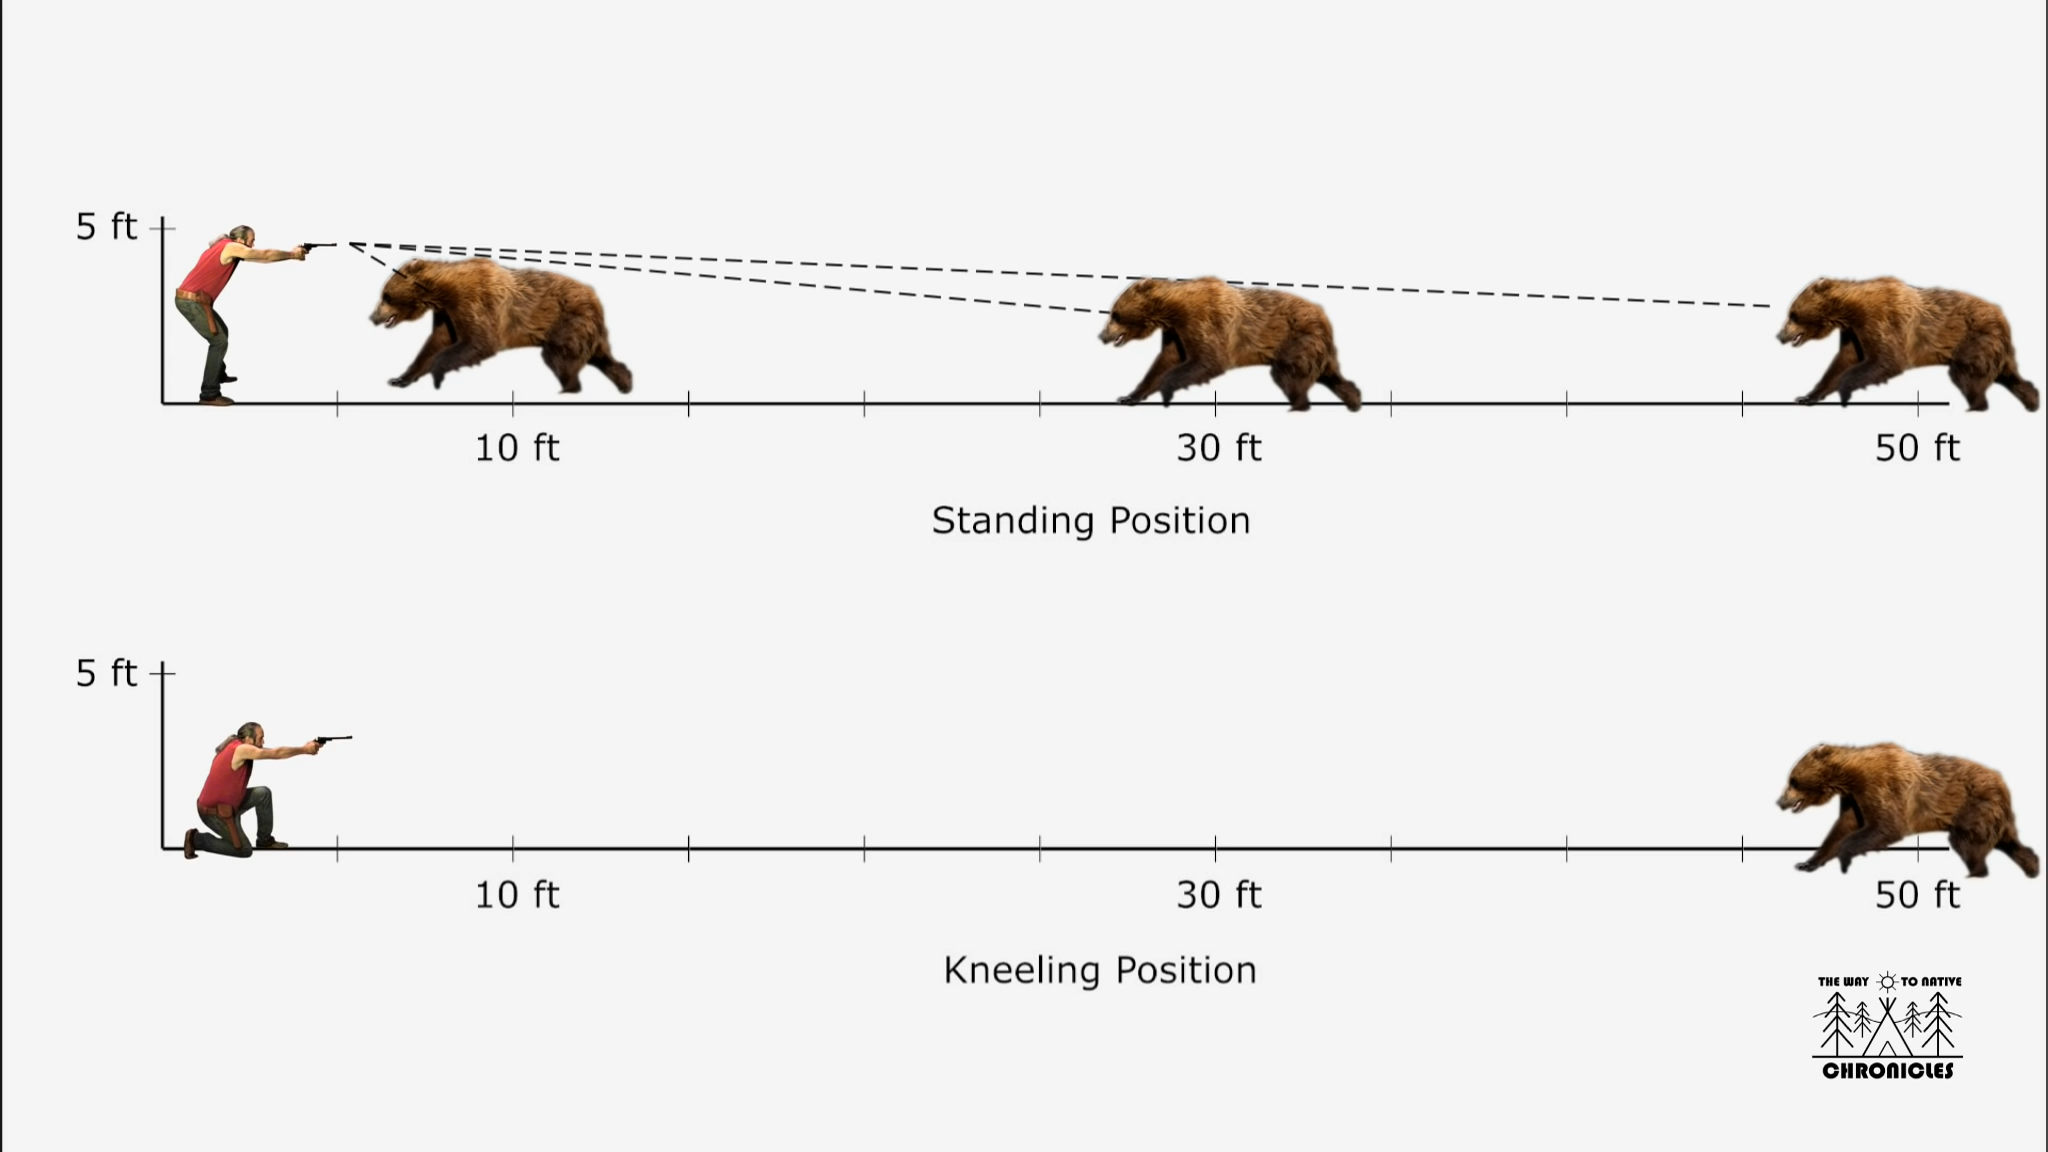 5 ft
10 ft
30 ft
50 ft
Standing Position
5 ft
10 ft
30 ft
50 ft
Kneeling Position
THE WAY TO NATIVE
CHRONICLES